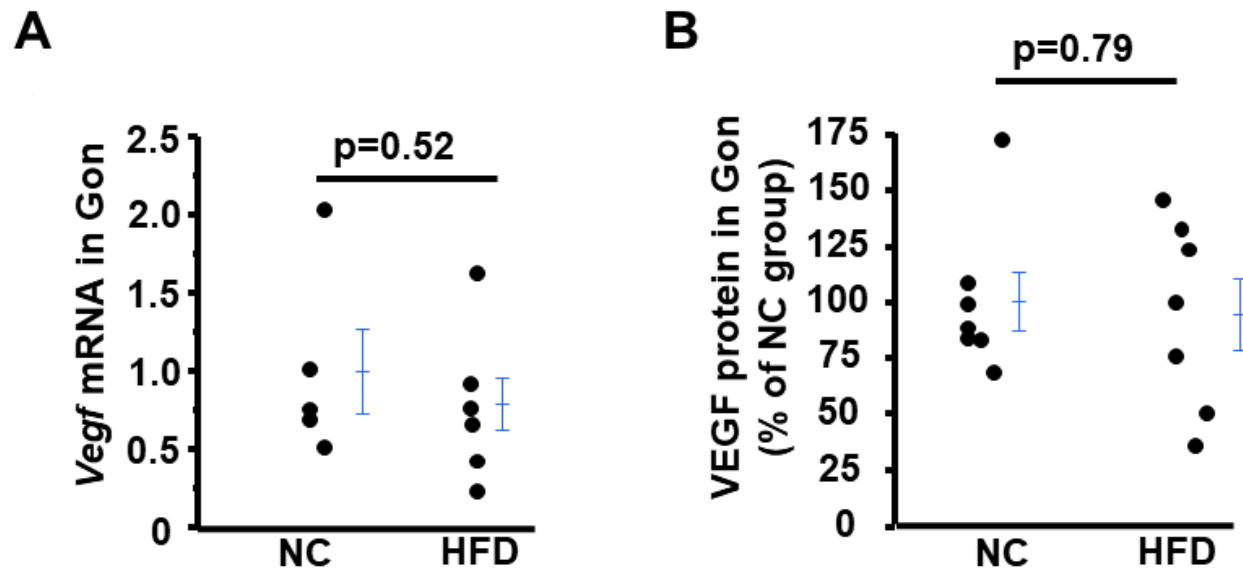 A
Vegf mRNA in Gon
2.5
2.0
1.5
1.0
0.5
0
p=0.52
NC
HFD
B
VEGF protein in Gon
(% of NC group)
175
150
125
100
75
50
25
0
p=0.79
NC
HFD